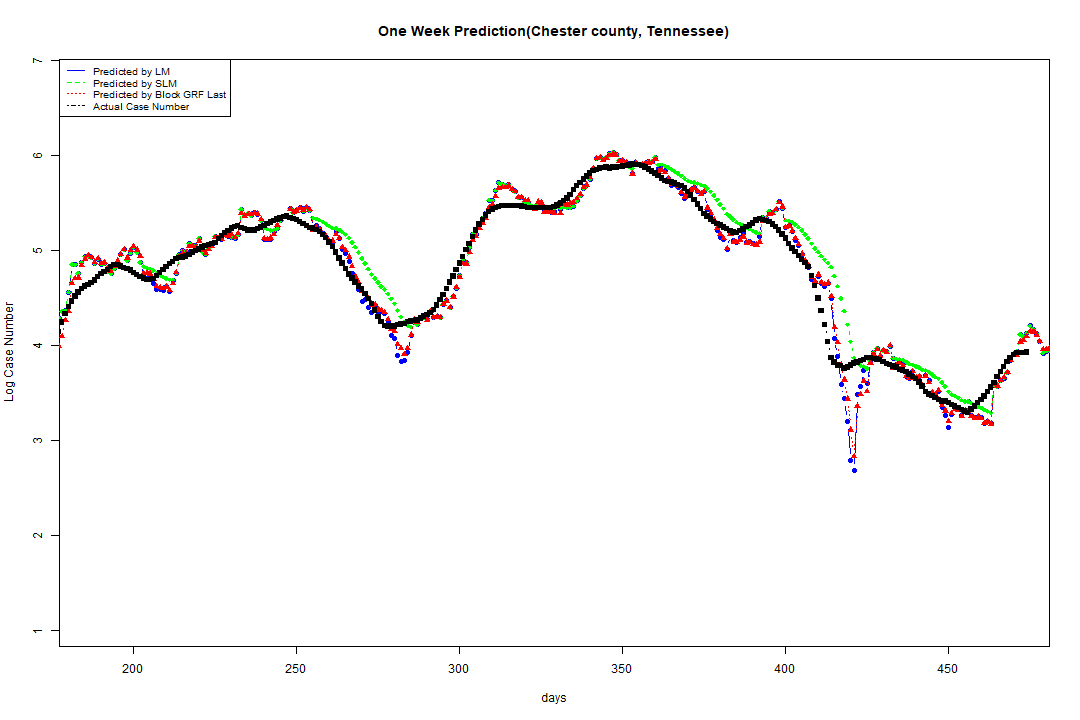 One Week Prediction(Chester county, Tennessee)
Predicted by LM
Predicted by SLM
Predicted by Block GRF Last
Actual Case Number
7
6
5
4
3
2
1
Log Case Number
200 250 300 350 400 450
days